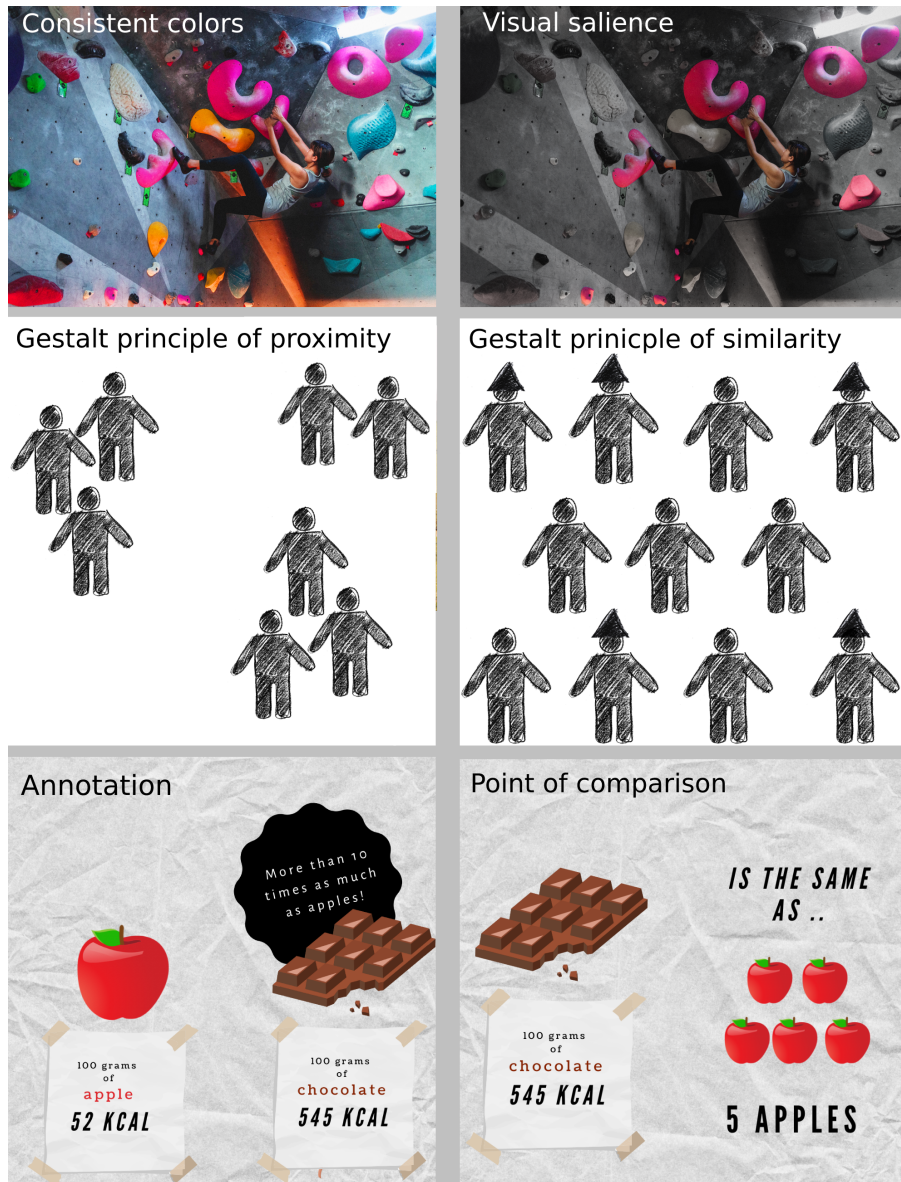 Consistent colors
Visual salience
Gestalt principle of proximity
Gestalt prinicple of similarity
Annotation
More than 10
times as much
as apples!
100 grams
of
apple
52 KCAL
100 grams
of
chocolate
545 KCAL
Point of comparison
IS THE SAME
AS ..
100 grams
of
chocolate
545 KCAL
5 APPLES